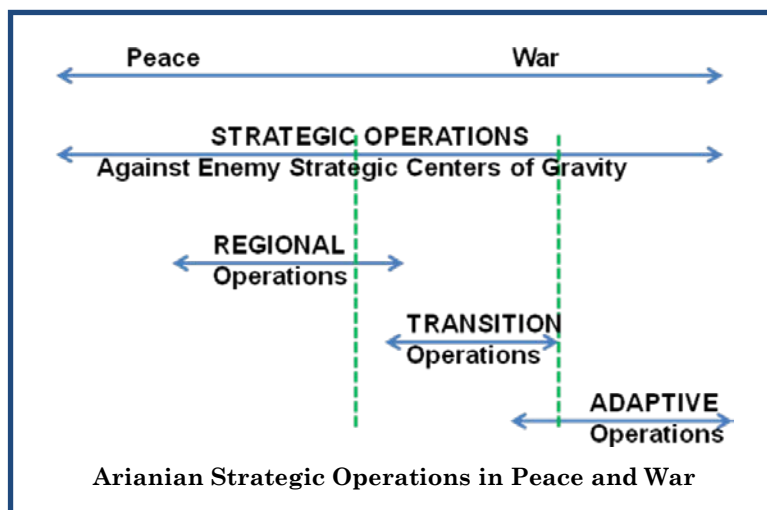 Peace War
STRATEGIC OPERATIONS
Against Enemy Strategic Centers of Gravity
REGIONAL
Operations
TRANSITION
Operations
ADAPTIVE
Operations
Arianian Strategic Operations in Peace and War